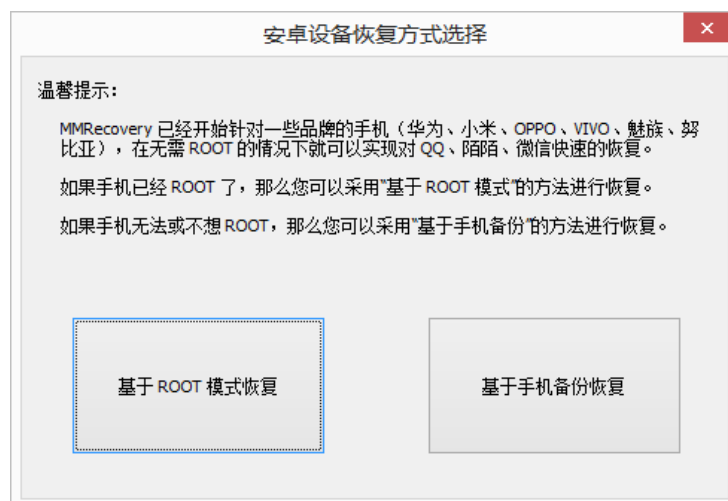 安卓设备恢复方式选择
温馨提示：
MMRecovery 已经开始针对一些品牌的手机（华为、小米、OPPO、VIVO、魅族、努
比亚），在无需 ROOT 的情况下就可以实现对 QQ、陌陌、微信快速的恢复。
如果手机已经 ROOT 了，那么您可以采用“基于 ROOT 模式”的方法进行恢复。
如果手机无法或不想 ROOT，那么您可以采用“基于手机备份”的方法进行恢复。
基于 ROOT 模式恢复
基于手机备份恢复